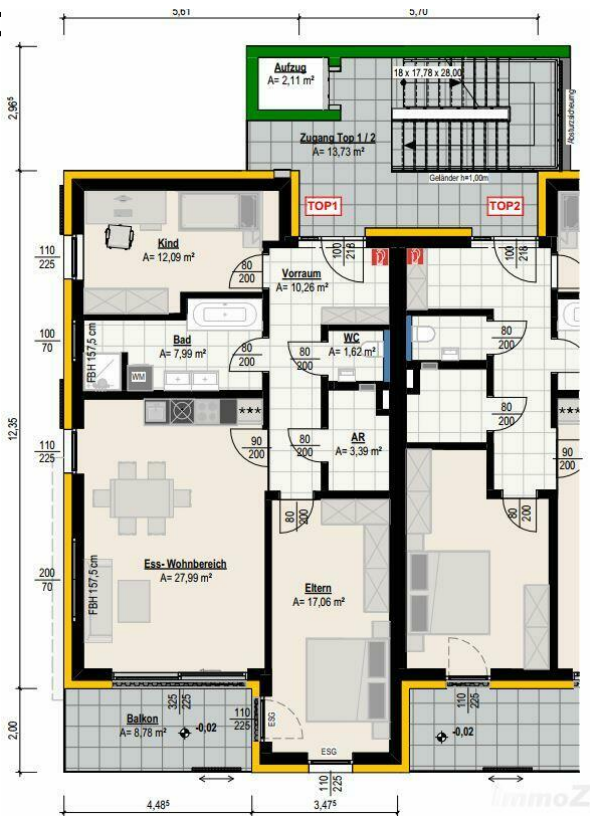 5,61
5,70
Aufzug
A= 2,11 m²
18 x 17,78 x 28,00
Absturzsicherung
2,96⁵
Zugang Top 1 / 2
A= 13,73 m²
Geländer h=1,00m
TOP1
TOP2
Kind
A= 12,09 m²
110
225
80
200
Vorraum
A= 10,26 m²
100
218
100
218
100
70
FBH 157,5 cm
Bad
A= 7,99 m²
WM
80
200
80
200
WC
A= 1,62 m²
80
200
80
200
12,35
110
225
***
90
200
80
200
AR
A= 3,39 m²
80
200
90
200
80
200
80
200
200
70
FBH 157,5 cm
Ess- Wohnbereich
A= 27,99 m²
Eltern
A= 17,06 m²
2,00
Balkon
A= 8,78 m²
-0,02
325
225
110
225
ESG
ESG
110
225
-0,02
110
225
4,48⁵
3,47⁵
ImmoZ